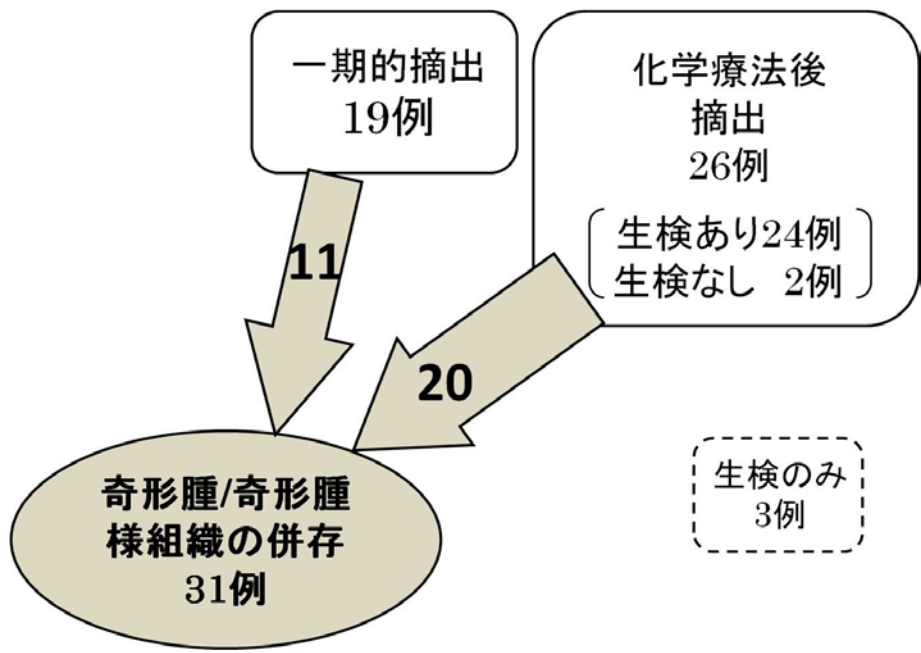 一期的摘出
19例
化学療法後
摘出
26例
生検あり24例
生検なし 2例
11
20
奇形腫/奇形腫
様組織の併存
31例
生検のみ
3例